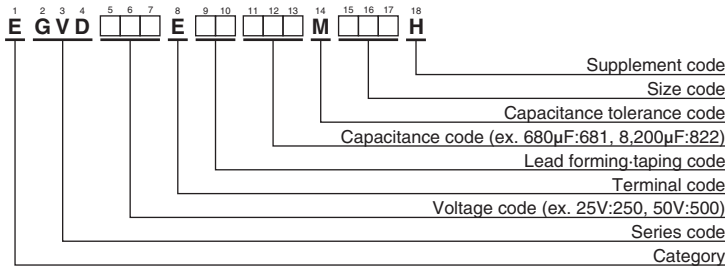 1 2 3 4 5 6 7 8 9 10 11 12 13 14 15 16 17 18
E GVD E M H
Supplement code
Size code
Capacitance tolerance code
Capacitance code (ex. 680µF:681, 8,200µF:822)
Lead forming·taping code
Terminal code
Voltage code (ex. 25V:250, 50V:500)
Series code
Category